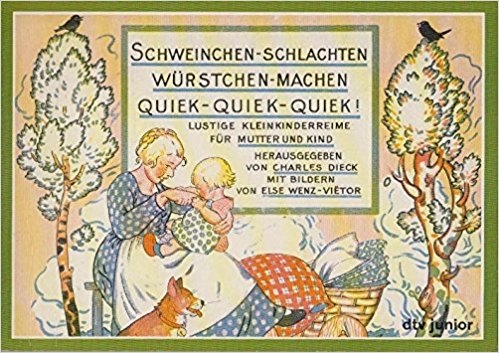 SCHWEINCHEN-SCHLACHTEN
WÜRSTCHEN-MACHEN
QUIEK-QUIEK-QUIEK!
LUSTIGE KLEINKINDERREIME
FÜR MUTTER UND KIND
HERAUSGEGEBEN
VON CHARLES DIECK
MIT BILDERN
VON ELSE WENZ-VIËTOR
dtv junior